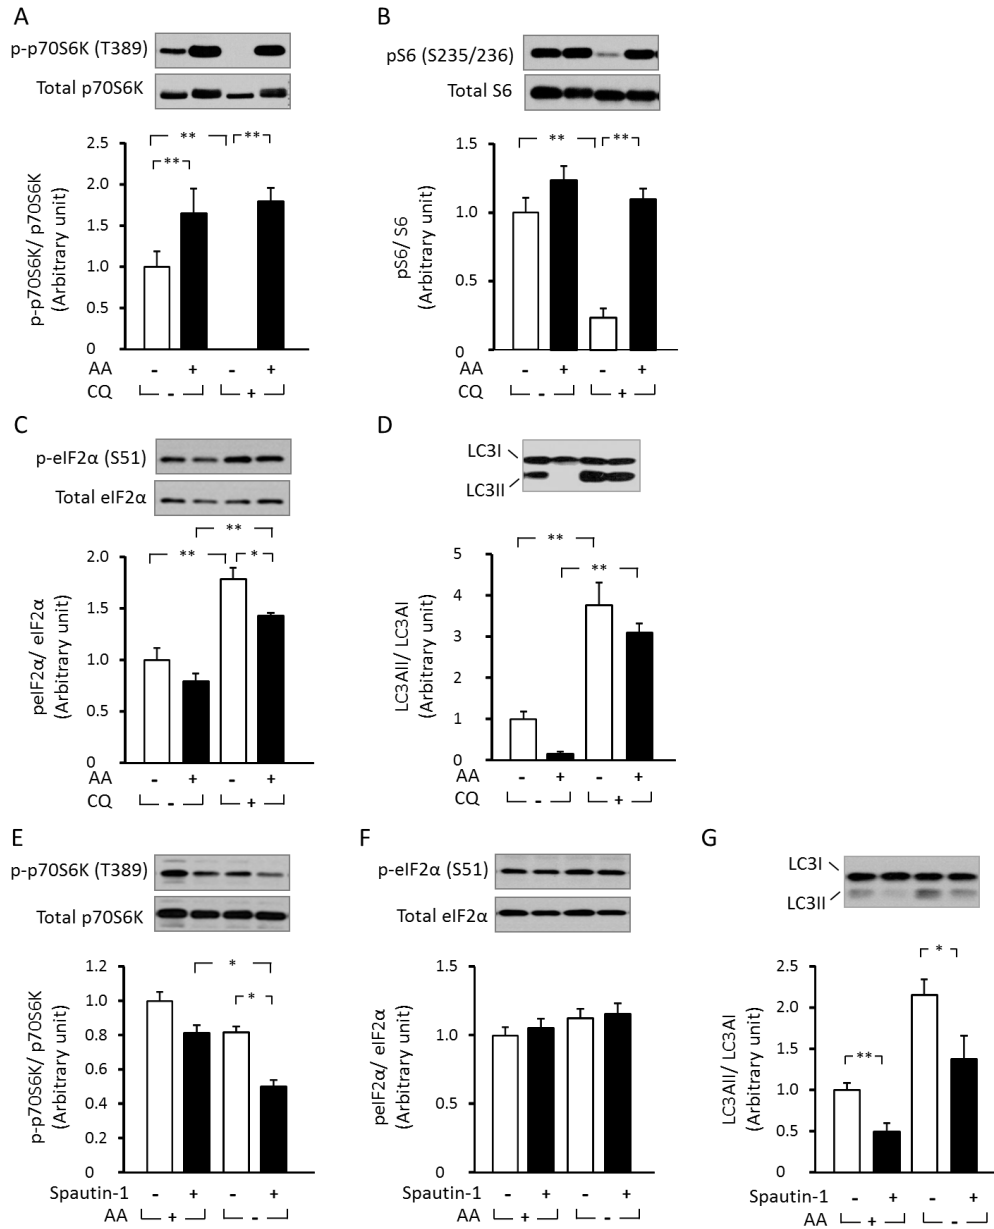 A
p-p70S6K (T389)
Total p70S6K
** **
**
2.5
2.0
1.5
1.0
0.5
0
p-p70S6K/ p70S6K
(Arbitrary unit)
AA - + - +
CQ - +
B
pS6 (S235/236)
Total S6
** **
1.5
1.0
0.5
0
pS6/ S6
(Arbitrary unit)
AA - + - +
CQ - +
C
p-eIF2α (S51)
Total eIF2α
**
** *
2.0
1.5
1.0
0.5
0
peIF2α/ eIF2α
(Arbitrary unit)
AA - + - +
CQ - +
D
LC3I
LC3II
**
**
5
4
3
2
1
0
LC3AII/ LC3AI
(Arbitrary unit)
AA - + - +
CQ - +
E
p-p70S6K (T389)
Total p70S6K
*
*
1.2
1.0
0.8
0.6
0.4
0.2
0
p-p70S6K/ p70S6K
(Arbitrary unit)
Spautin-1 - + - +
AA + -
F
p-eIF2α (S51)
Total eIF2α
1.5
1.0
0.5
0
peIF2α/ eIF2α
(Arbitrary unit)
Spautin-1 - + - +
AA + -
G
LC3I
LC3II
*
**
2.5
2.0
1.5
1.0
0.5
0
LC3AII/ LC3AI
(Arbitrary unit)
Spautin-1 - + - +
AA + -